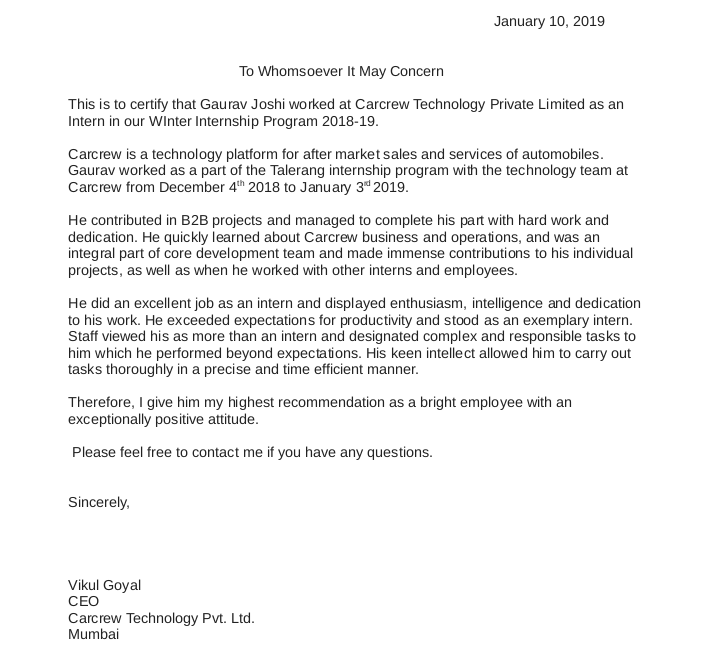 January 10, 2019
To Whomsoever It May Concern
This is to certify that Gaurav Joshi worked at Carcrew Technology Private Limited as an
Intern in our WInter Internship Program 2018-19.
Carcrew is a technology platform for after market sales and services of automobiles.
Gaurav worked as a part of the Talerang internship program with the technology team at
Carcrew from December 4th 2018 to January 3rd 2019.
He contributed in B2B projects and managed to complete his part with hard work and
dedication. He quickly learned about Carcrew business and operations, and was an
integral part of core development team and made immense contributions to his individual
projects, as well as when he worked with other interns and employees.
He did an excellent job as an intern and displayed enthusiasm, intelligence and dedication
to his work. He exceeded expectations for productivity and stood as an exemplary intern.
Staff viewed his as more than an intern and designated complex and responsible tasks to
him which he performed beyond expectations. His keen intellect allowed him to carry out
tasks thoroughly in a precise and time efficient manner.
Therefore, I give him my highest recommendation as a bright employee with an
exceptionally positive attitude.
Please feel free to contact me if you have any questions.
Sincerely,
Vikul Goyal
CEO
Carcrew Technology Pvt. Ltd.
Mumbai